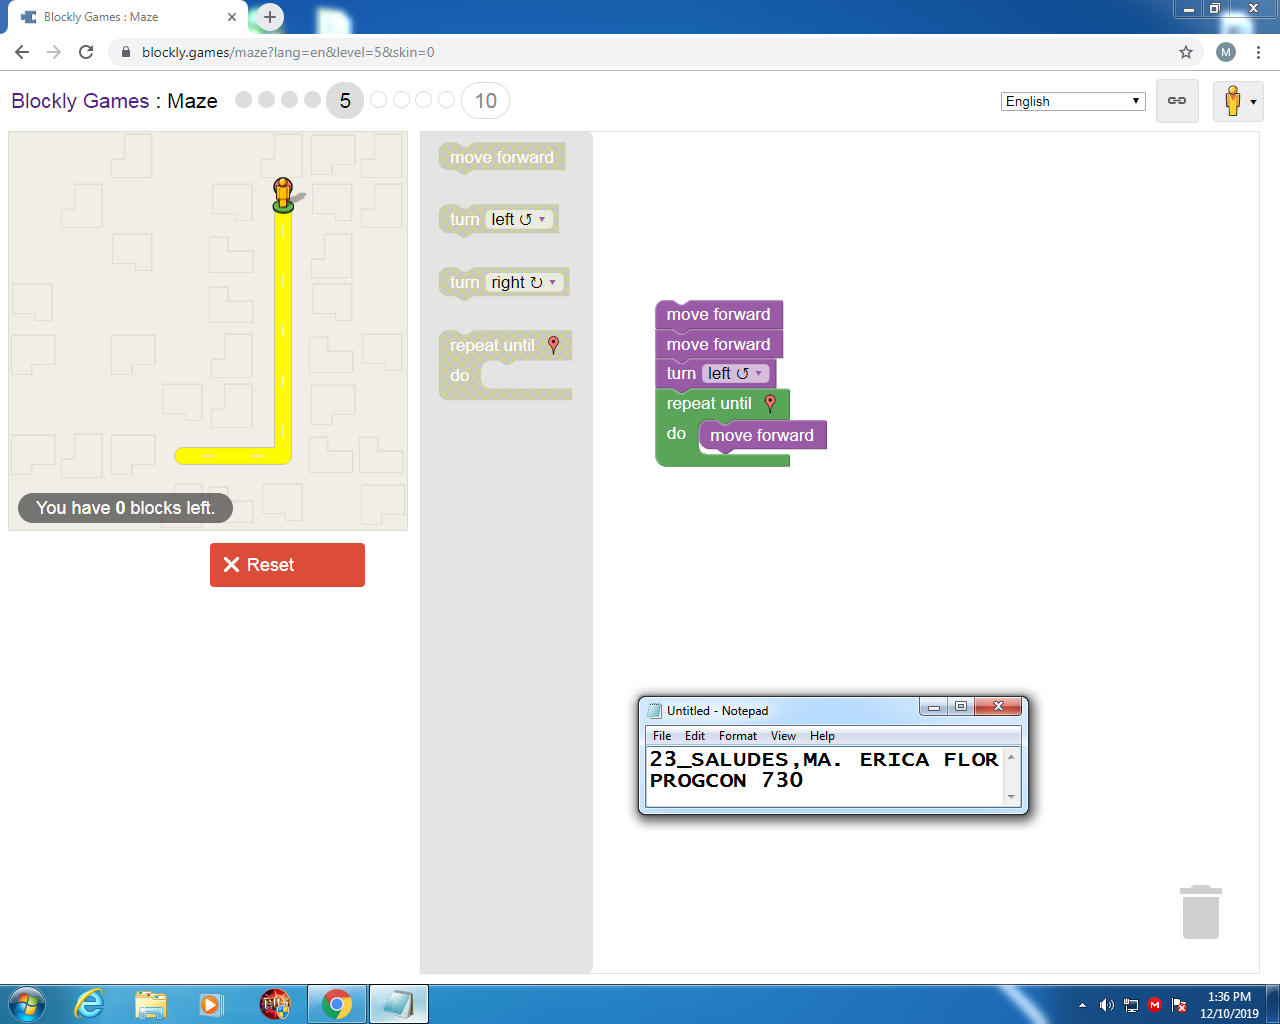 Blockly Games : Maze
blockly.games/maze?lang=en&level=5&skin=0
M
Blockly Games : Maze
5
10
English
You have 0 blocks left.
Reset
move forward
turn left
turn right
repeat until
do
move forward
move forward
turn left
repeat until
do
move forward
Untitled - Notepad
File Edit Format View Help
23_SALUDES,MA. ERICA FLOR
PROGCON 730
1:36 PM
12/10/2019